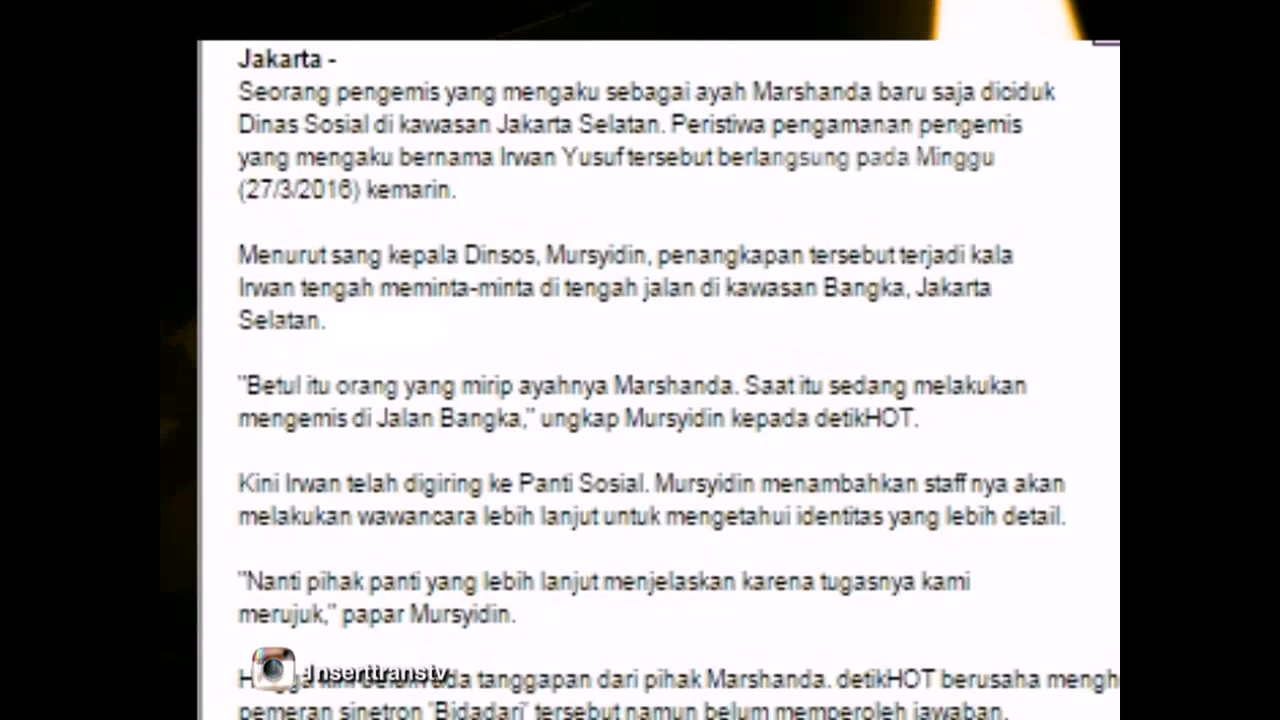 Jakarta -
Seorang pengemis yang mengaku sebagai ayah Marshanda baru saja diciduk
Dinas Sosial di kawasan Jakarta Selatan. Peristiwa pengamanan pengemis
yang mengaku bernama Irwan Yusuf tersebut berlangsung pada Minggu
(27/3/2016) kemarin.
Menurut sang kepala Dinsos, Mursyidin, penangkapan tersebut terjadi kala
Irwan tengah meminta-minta di tengah jalan di kawasan Bangka, Jakarta
Selatan.
"Betul itu orang yang mirip ayahnya Marshanda. Saat itu sedang melakukan
mengemis di Jalan Bangka," ungkap Mursyidin kepada detikHOT.
Kini Irwan telah digiring ke Panti Sosial. Mursyidin menambahkan staff nya akan
melakukan wawancara lebih lanjut untuk mengetahui identitas yang lebih detail.
"Nanti pihak panti yang lebih lanjut menjelaskan karena tugasnya kami
merujuk," papar Mursyidin.
tanggapan dari pihak Marshanda. detikHOT berusaha
Inserttranstv
pemeran sinetron 'Bidadari' tersebut namun belum memperoleh jawaban.